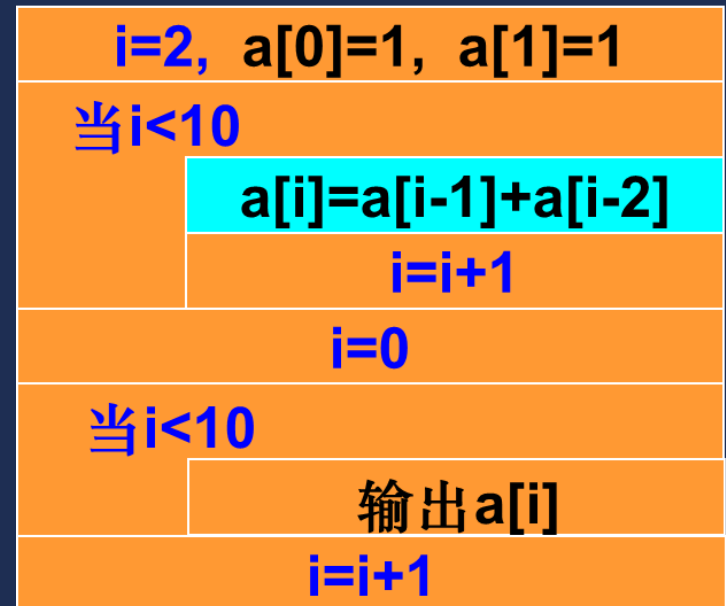 i=2, a[0]=1, a[1]=1
当i<10
a[i]=a[i-1]+a[i-2]
i=i+1
i=0
当i<10
输出a[i]
i=i+1